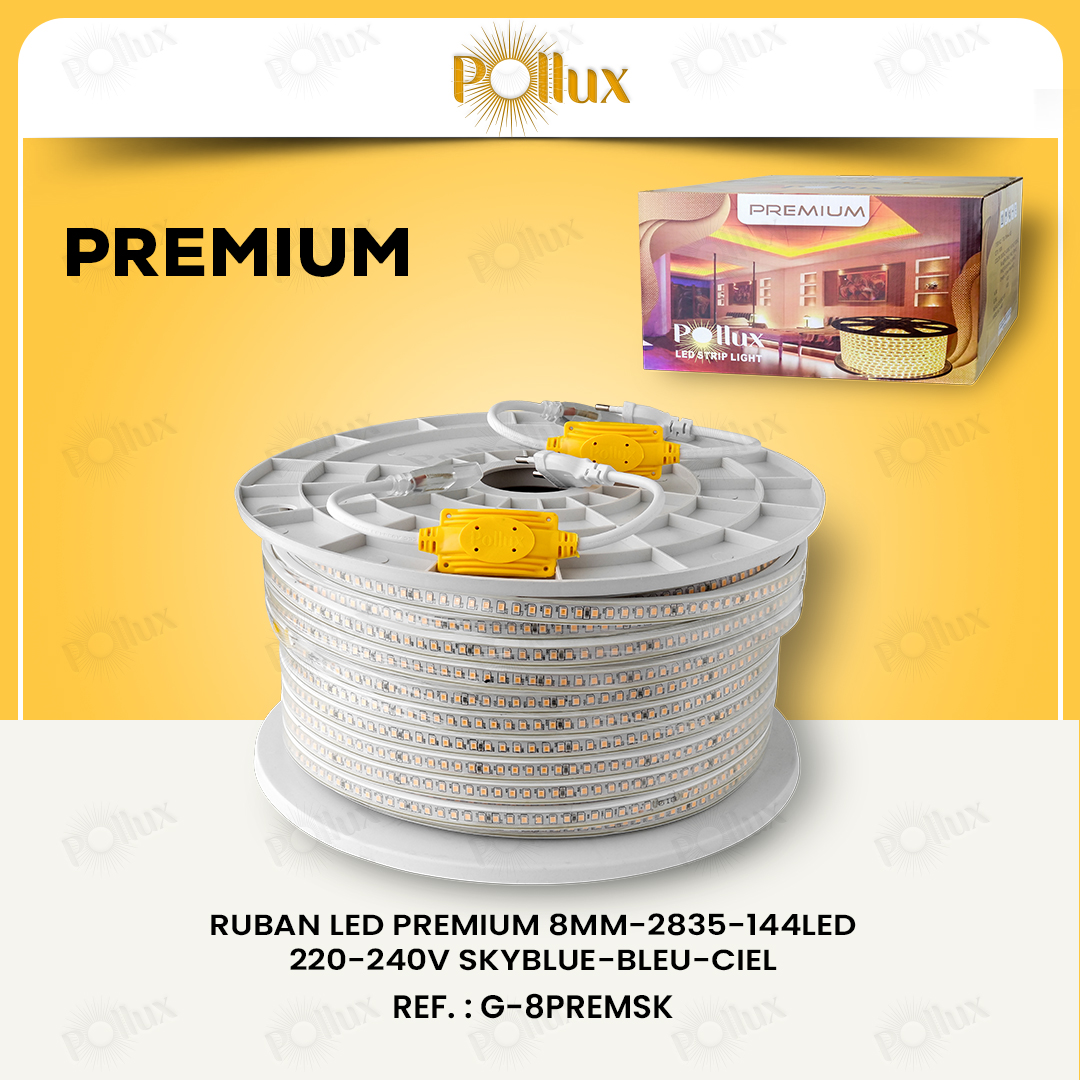 Pollux
PREMIUM
PREMIUM
Pollux
LED STRIP LIGHT
Pollux
RUBAN LED PREMIUM 8MM-2835-144LED
220-240V SKYBLUE-BLEU-CIEL
REF. : G-8PREMSK